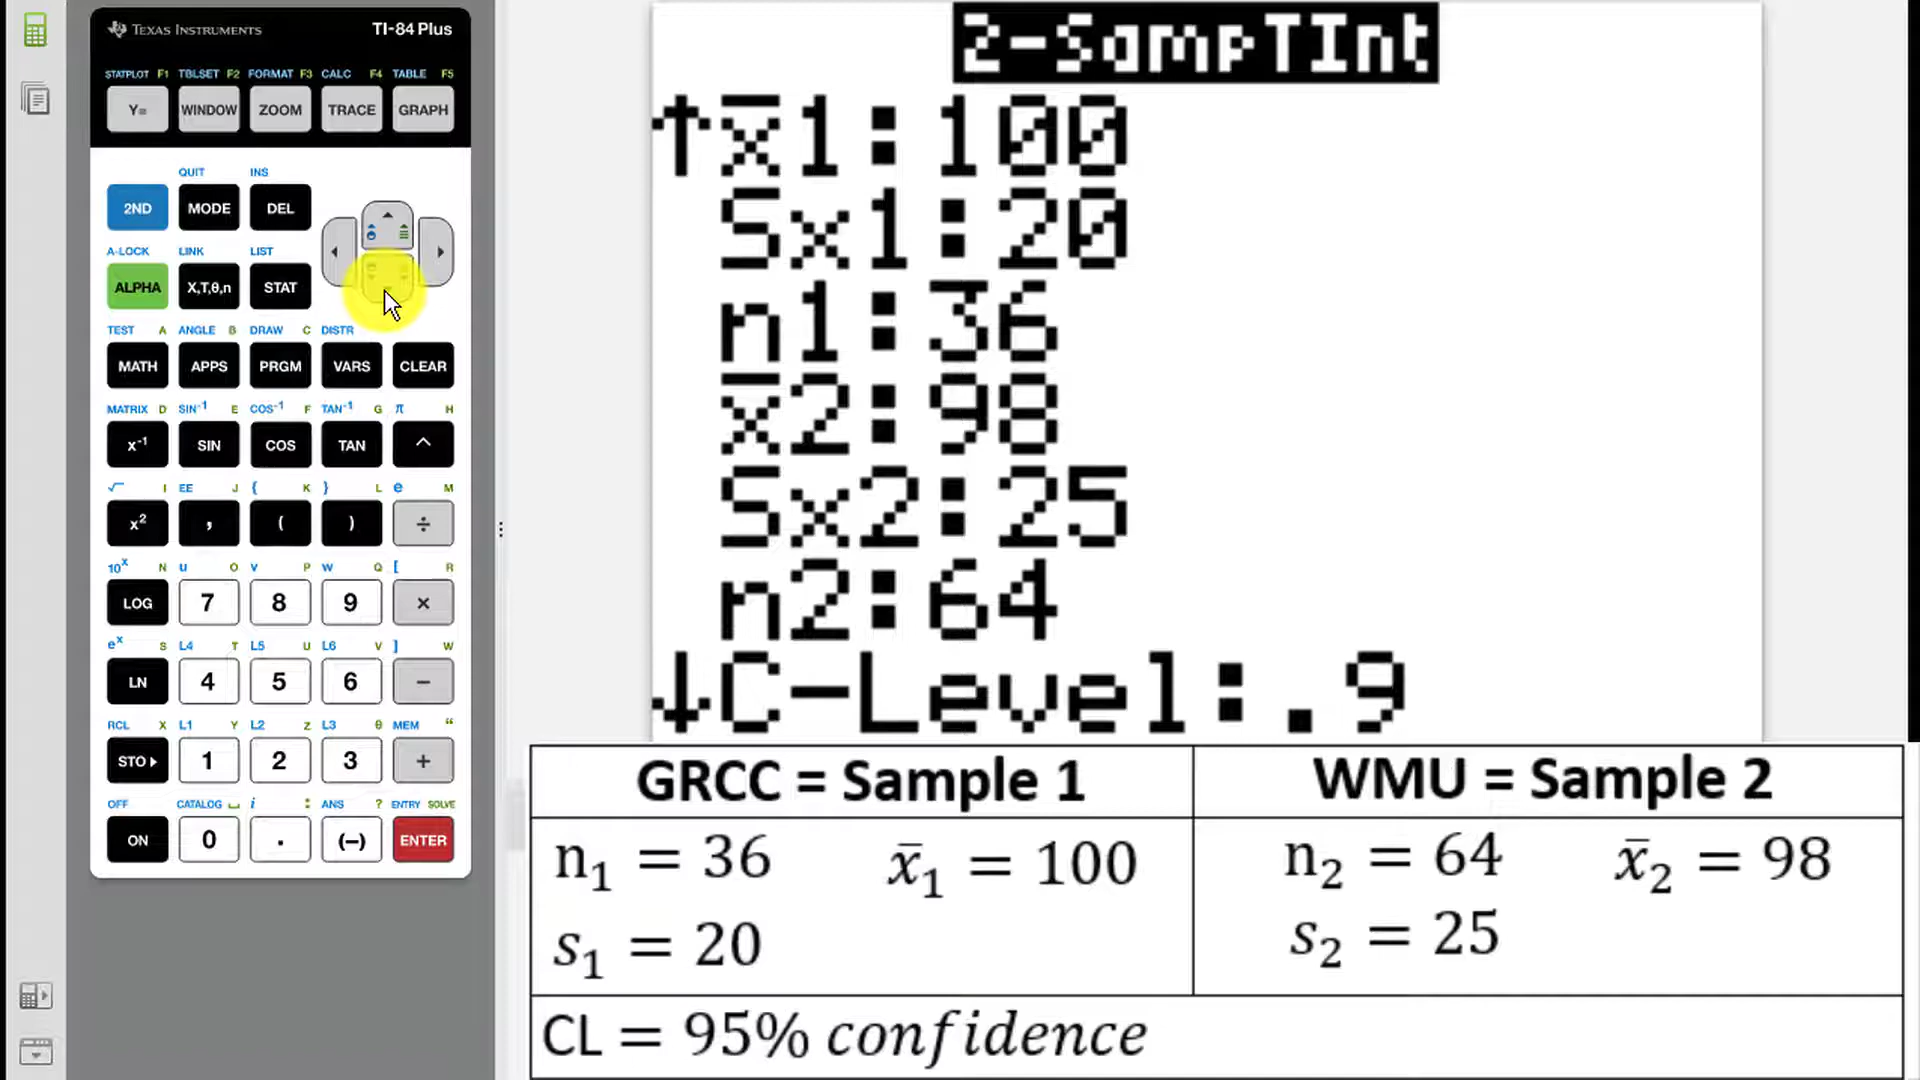 TEXAS INSTRUMENTS TI-84 Plus
STATPLOT F1 TBLSET F2 FORMAT F3 CALC F4 TABLE F5
Y= WINDOW ZOOM TRACE GRAPH
QUIT INS
2ND MODE DEL
A-LOCK LINK LIST
ALPHA X,T,θ,n STAT
TEST A ANGLE B DRAW C DISTR
MATH APPS PRGM VARS CLEAR
MATRIX D SIN⁻¹ E COS⁻¹ F TAN⁻¹ G π H
x⁻¹ SIN COS TAN ^
√ I EE J { K } L e M
x² , ( ) ÷
10ˣ N u O v P w Q [ R
LOG 7 8 9 ×
eˣ S L4 T L5 U L6 V ] W
LN 4 5 6 −
RCL X L1 Y L2 Z L3 θ MEM “
STO▸ 1 2 3 +
OFF CATALOG ⎵ i : ANS ? ENTRY SOLVE
ON 0 . (−) ENTER
2-SampTInt
↑x̄1:100
Sx1:20
n1:36
x̄2:98
Sx2:25
n2:64
↓C-Level:.9
GRCC = Sample 1 WMU = Sample 2
n₁ = 36 x̄₁ = 100 n₂ = 64 x̄₂ = 98
s₁ = 20 s₂ = 25
CL = 95% confidence